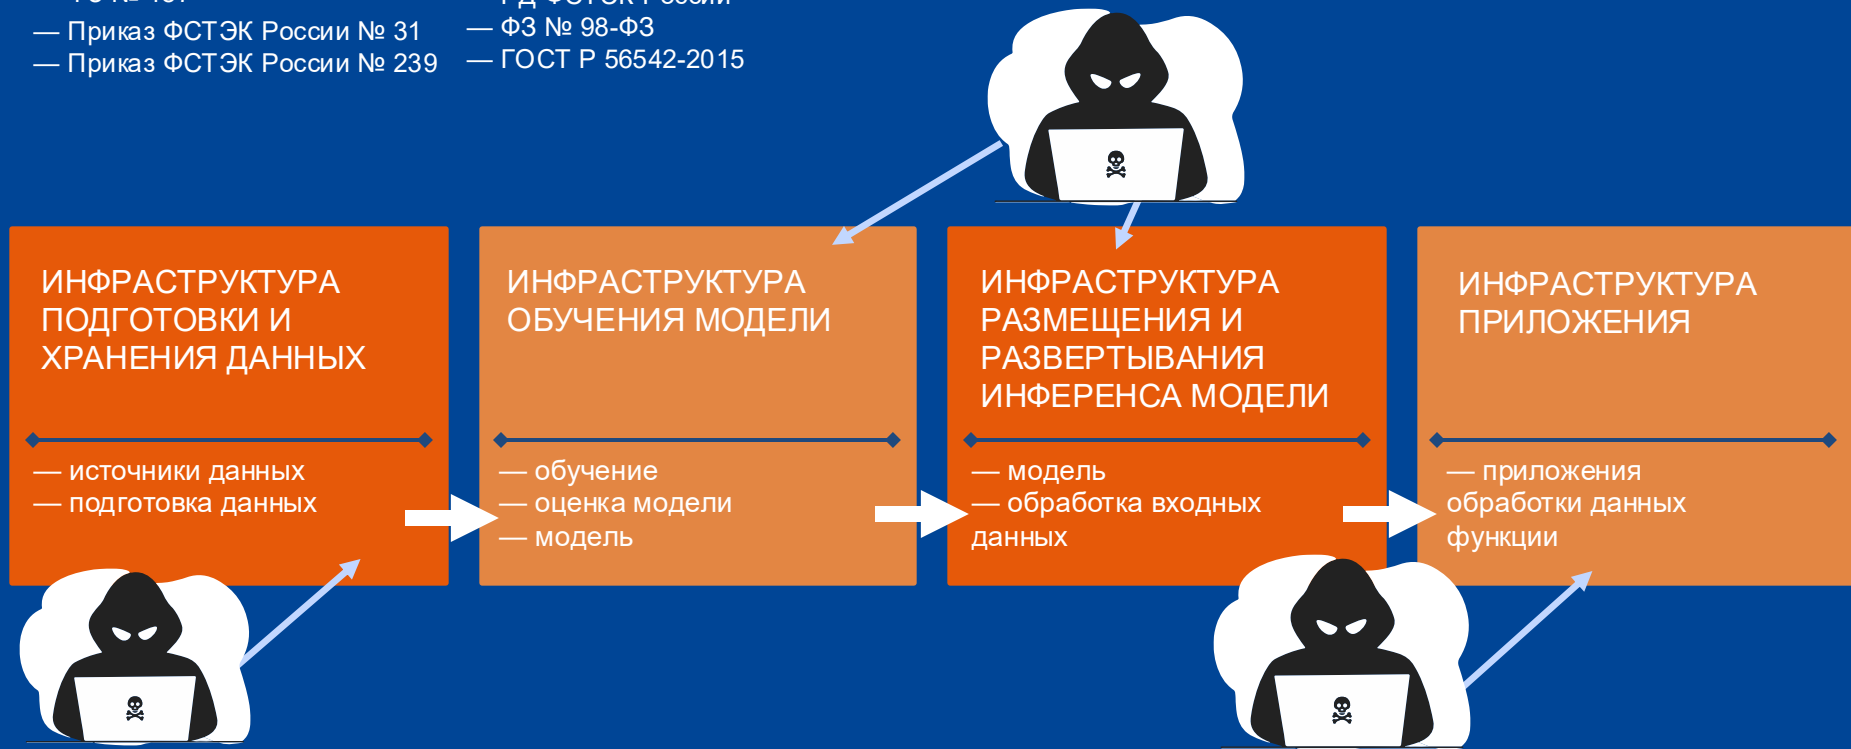 — Приказ ФСТЭК России № 31
— Приказ ФСТЭК России № 239
— ФЗ № 98-ФЗ
— ГОСТ Р 56542-2015
ИНФРАСТРУКТУРА
ПОДГОТОВКИ И
ХРАНЕНИЯ ДАННЫХ
— источники данных
— подготовка данных
ИНФРАСТРУКТУРА
ОБУЧЕНИЯ МОДЕЛИ
— обучение
— оценка модели
— модель
ИНФРАСТРУКТУРА
РАЗМЕЩЕНИЯ И
РАЗВЕРТЫВАНИЯ
ИНФЕРЕНСА МОДЕЛИ
— модель
— обработка входных
данных
ИНФРАСТРУКТУРА
ПРИЛОЖЕНИЯ
— приложения
обработки данных
функции